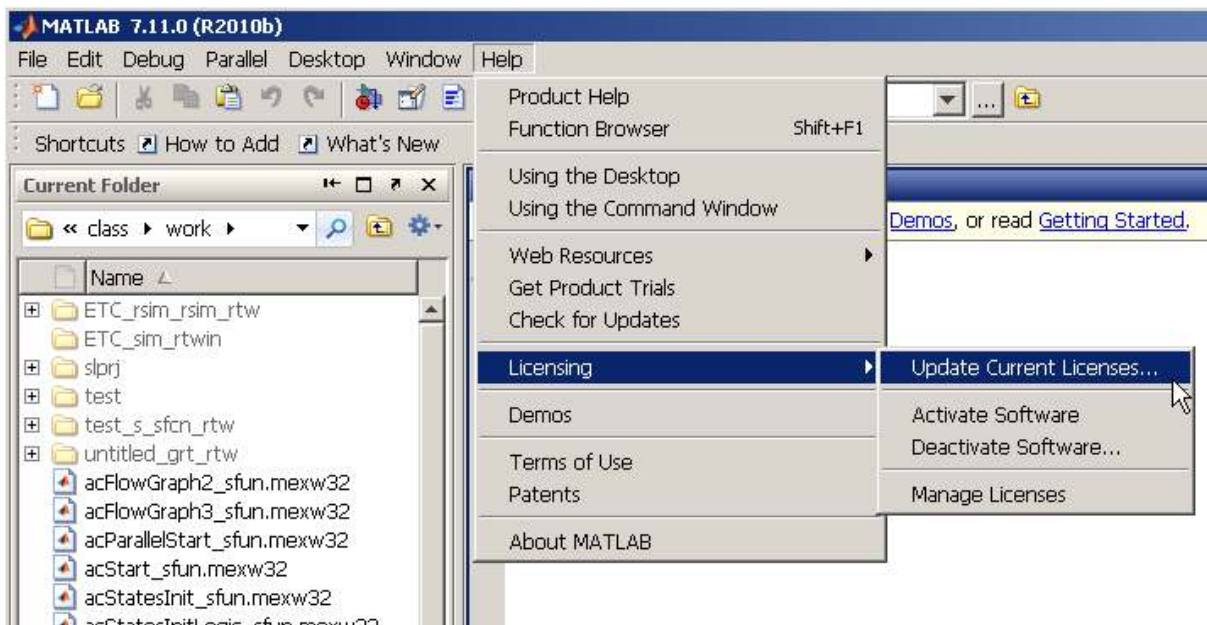 MATLAB 7.11.0 (R2010b)
File Edit Debug Parallel Desktop Window Help
Shortcuts How to Add What's New
Current Folder
« class work
Name
ETC_rsim_rsim_rtw
ETC_sim_rtwin
slprj
test
test_s_sfcn_rtw
untitled_grt_rtw
acFlowGraph2_sfun.mexw32
acFlowGraph3_sfun.mexw32
acParallelStart_sfun.mexw32
acStart_sfun.mexw32
acStatesInit_sfun.mexw32
acStatesInitLogic_sfun.mexw32
Product Help
Function Browser Shift+F1
Using the Desktop
Using the Command Window
Web Resources
Get Product Trials
Check for Updates
Licensing
Demos
Terms of Use
Patents
About MATLAB
...
Demos, or read Getting Started.
Update Current Licenses...
Activate Software
Deactivate Software...
Manage Licenses